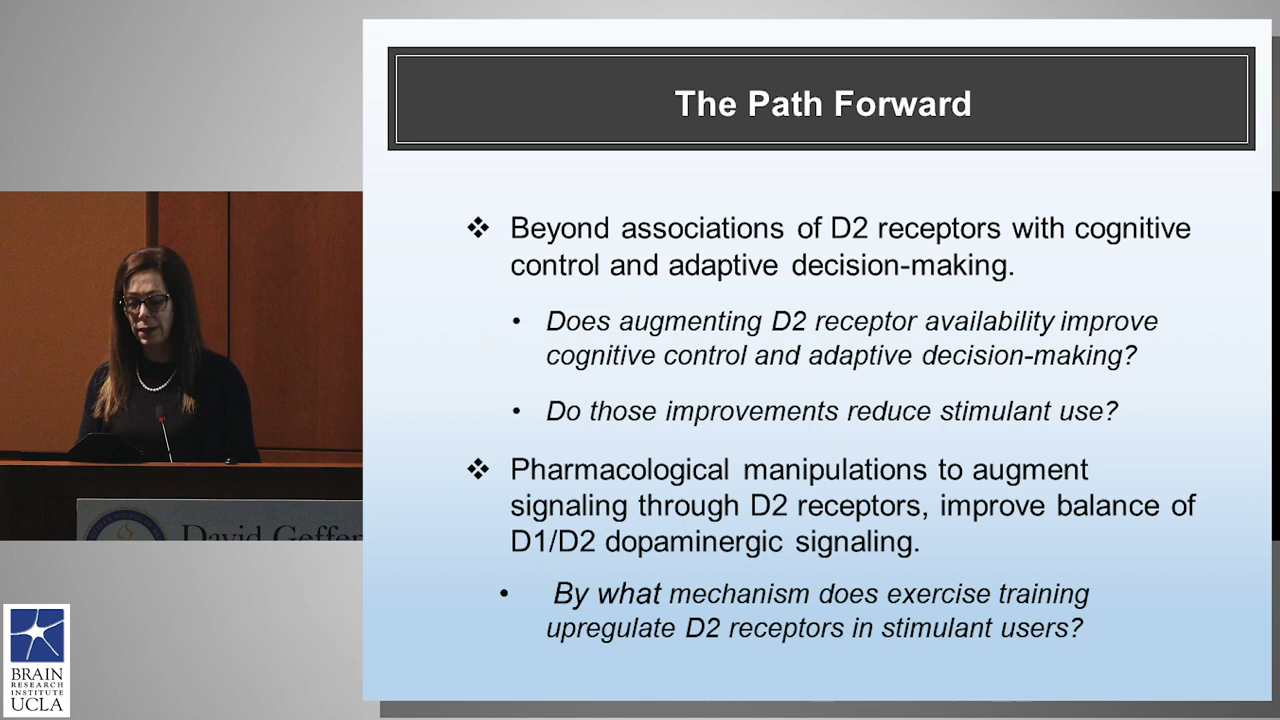 The Path Forward
❖ Beyond associations of D2 receptors with cognitive
control and adaptive decision-making.
• Does augmenting D2 receptor availability improve
cognitive control and adaptive decision-making?
• Do those improvements reduce stimulant use?
❖ Pharmacological manipulations to augment
signaling through D2 receptors, improve balance of
D1/D2 dopaminergic signaling.
• By what mechanism does exercise training
upregulate D2 receptors in stimulant users?
David Geffen
BRAIN
RESEARCH
INSTITUTE
UCLA